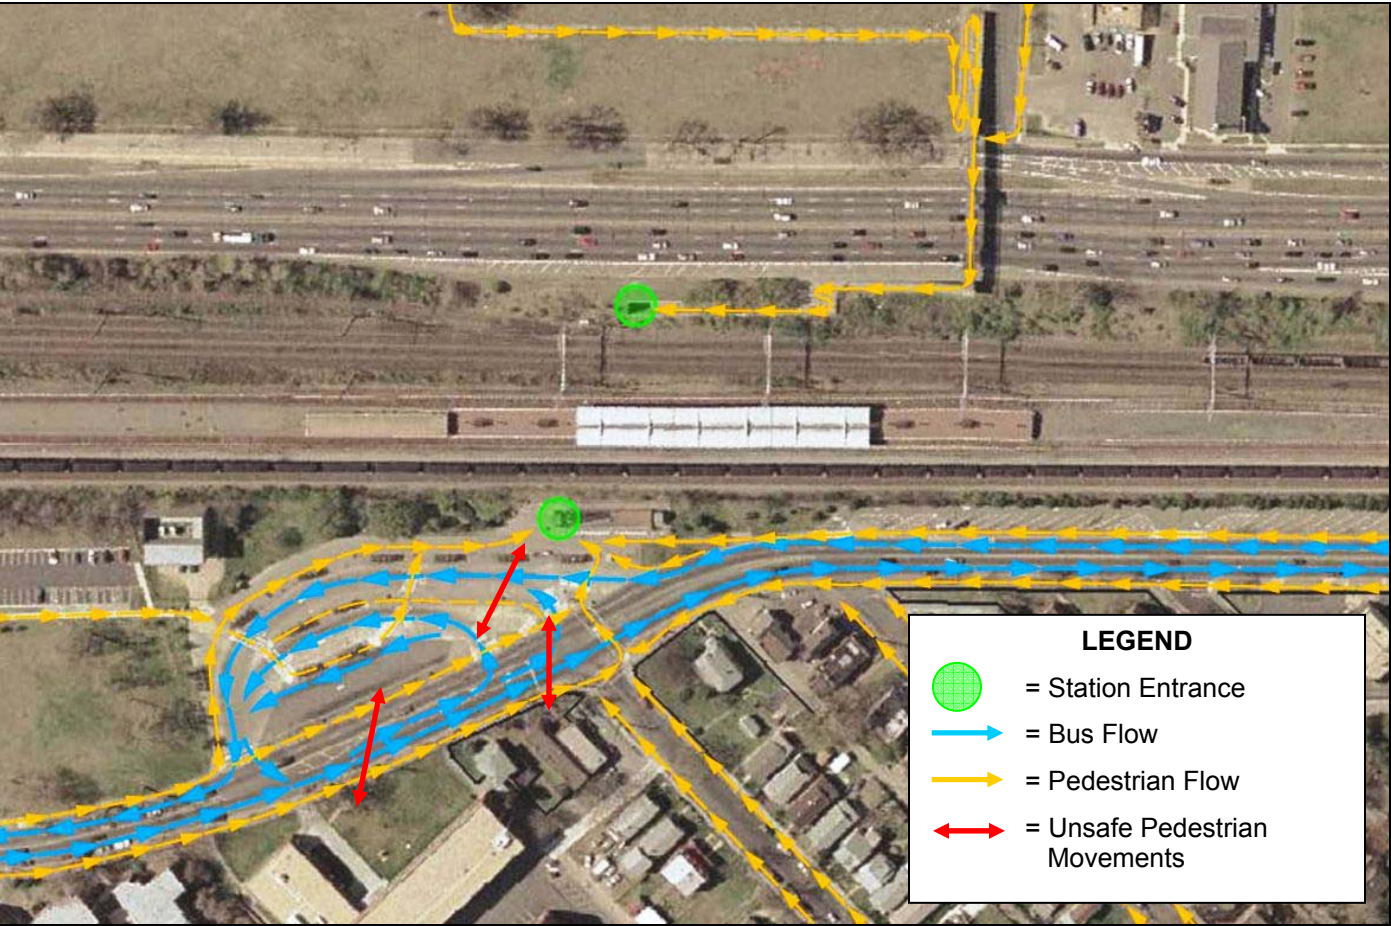 LEGEND
= Station Entrance
= Bus Flow
= Pedestrian Flow
= Unsafe Pedestrian
Movements